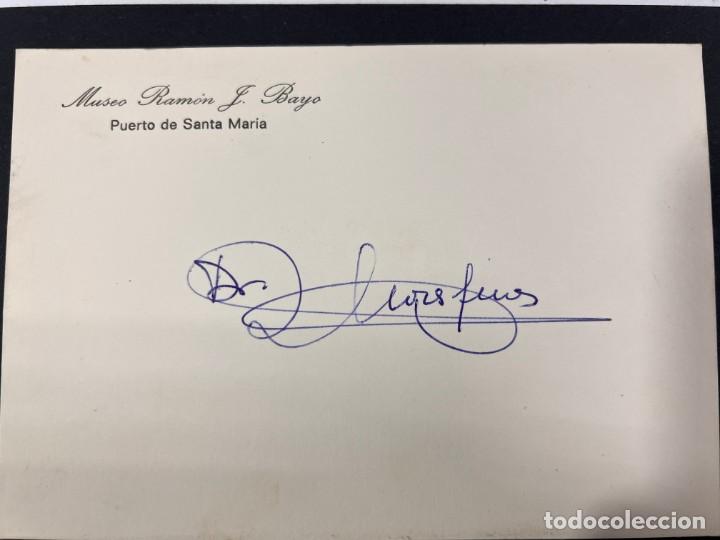 Museo Ramón J. Bayo
Puerto de Santa Maria
Dr.
todocoleccion